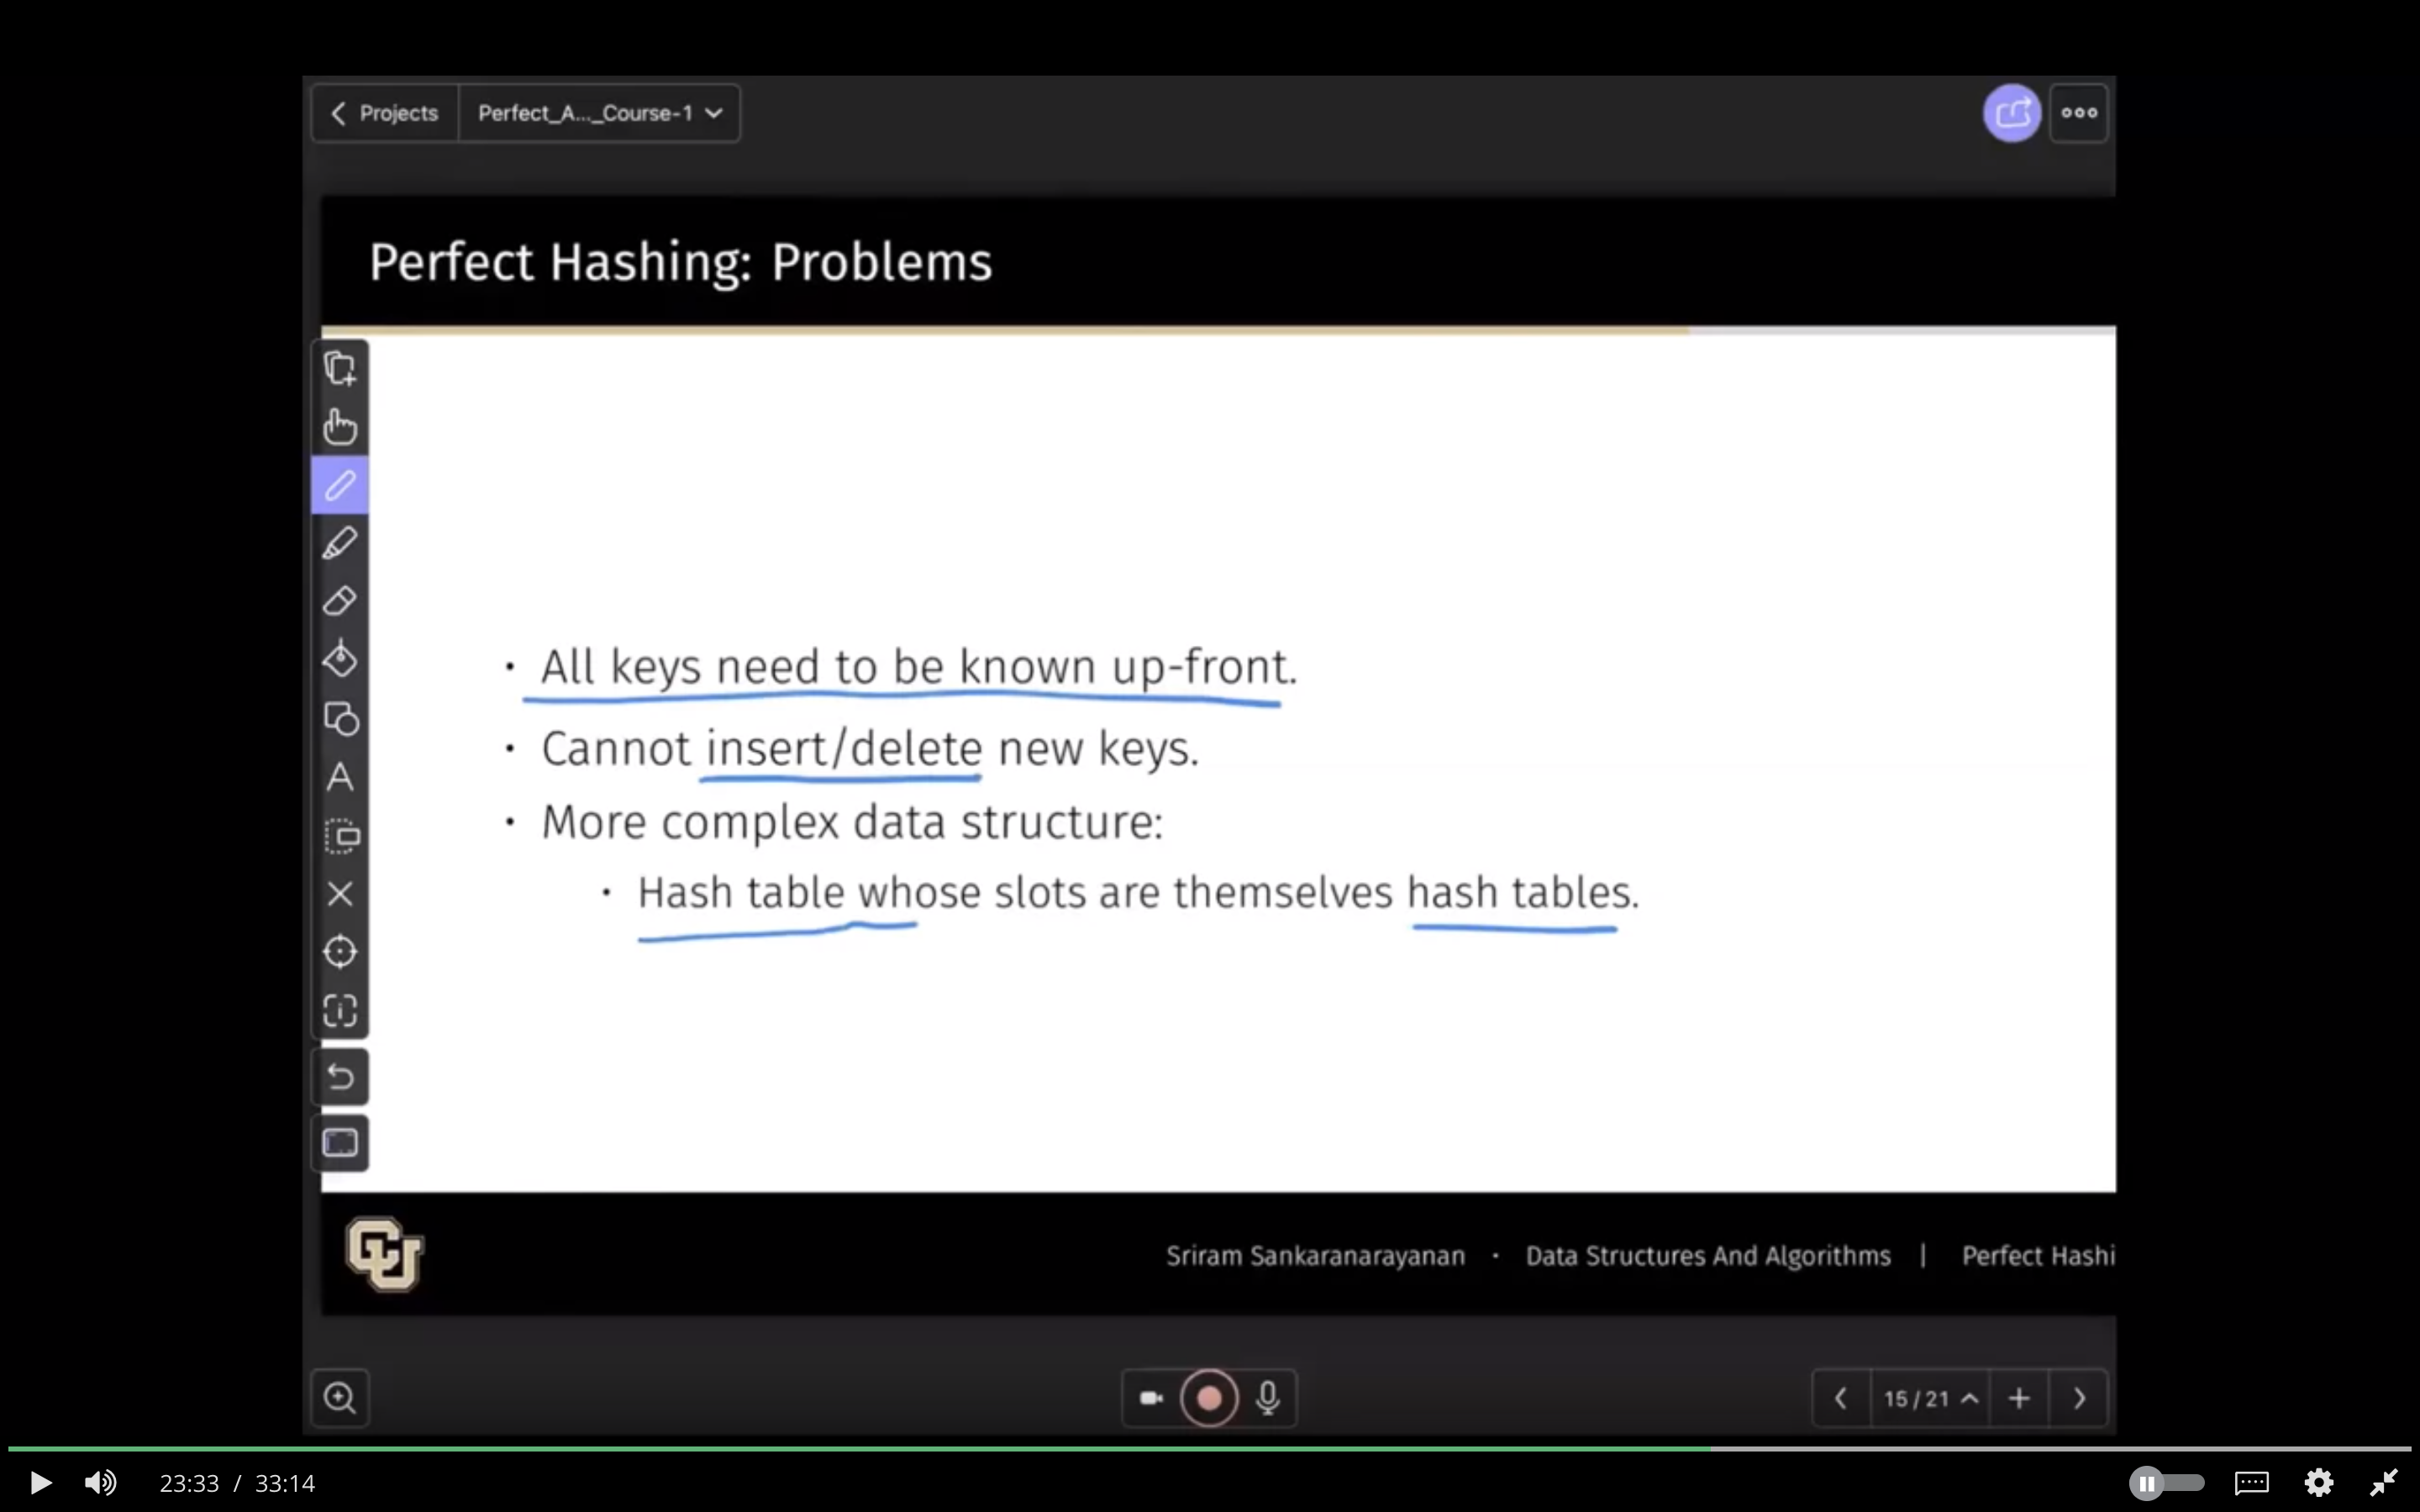 Projects
Perfect_A..._Course-1
Perfect Hashing: Problems
• All keys need to be known up-front.
• Cannot insert/delete new keys.
• More complex data structure:
• Hash table whose slots are themselves hash tables.
A
CU
Sriram Sankaranarayanan • Data Structures And Algorithms | Perfect Hashi
15 / 21
23:33 / 33:14